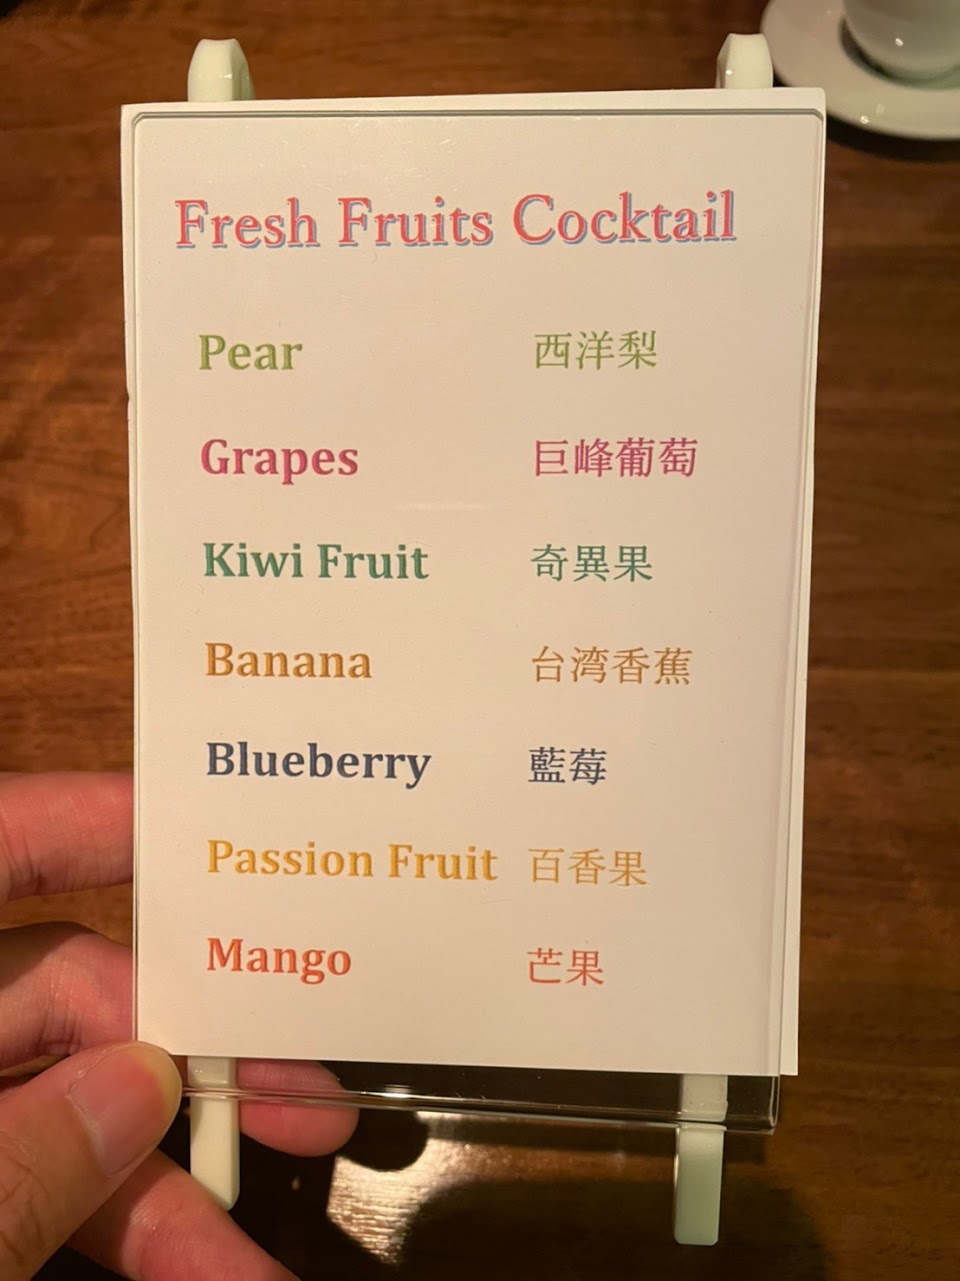 Fresh Fruits Cocktail
Pear 西洋梨
Grapes 巨峰葡萄
Kiwi Fruit 奇異果
Banana 台湾香蕉
Blueberry 藍莓
Passion Fruit 百香果
Mango 芒果